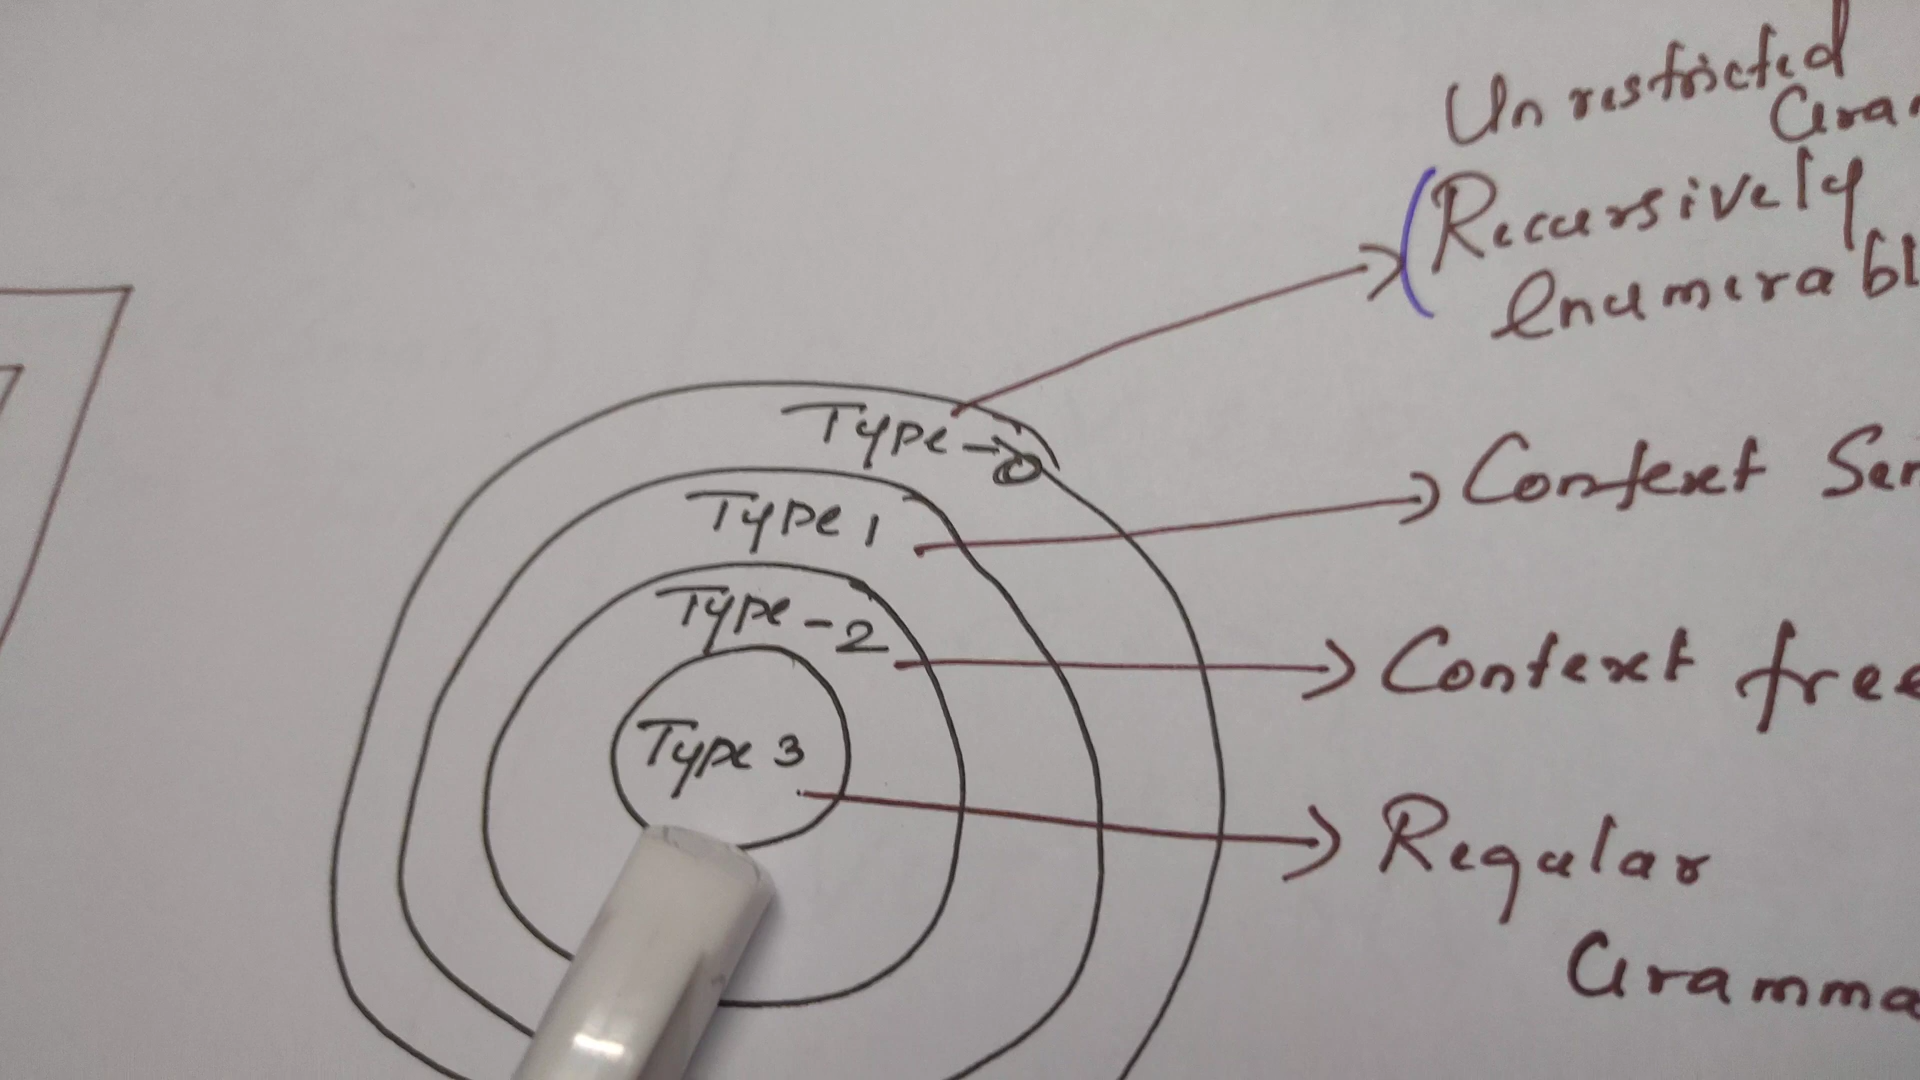 Unrestricted
Gra
(Recursively
enumerabl
Type-0
Context Sen
Type 1
Type-2
Context free
Type 3
Regular
Gramma